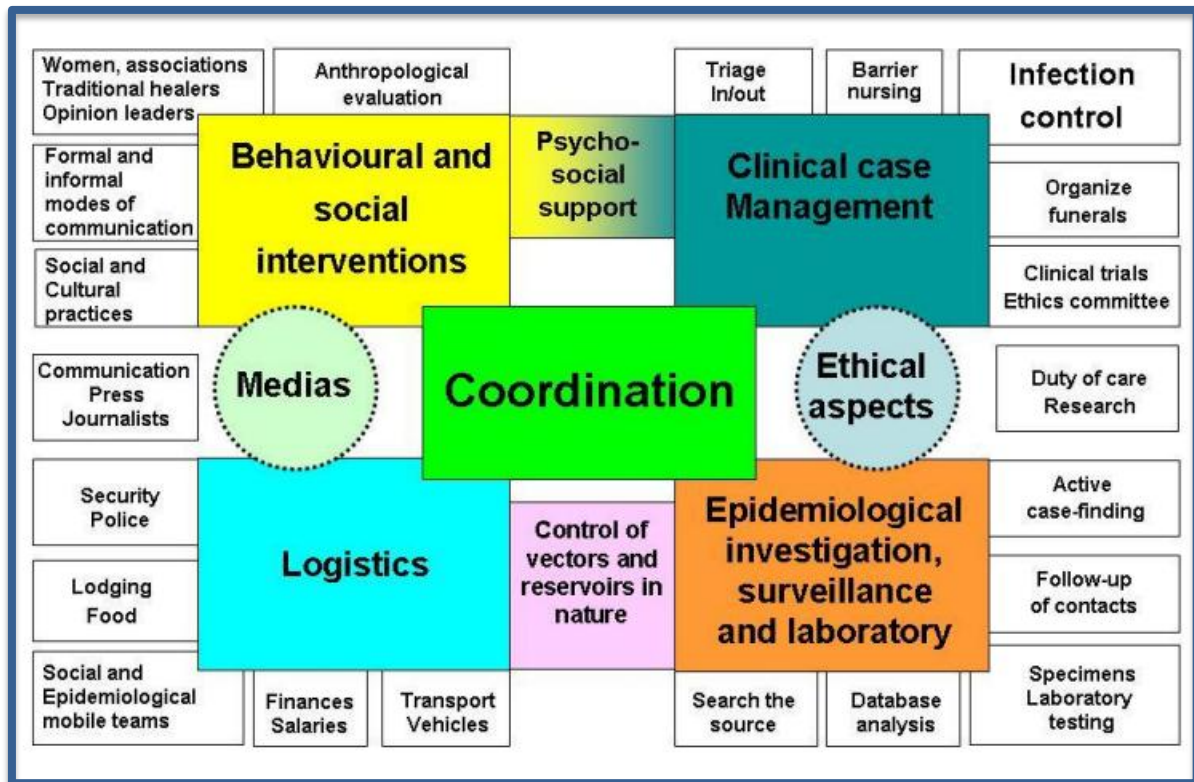 Women, associations
Traditional healers
Opinion leaders
Anthropological
evaluation
Triage
In/out
Barrier
nursing
Infection
control
Formal and
informal
modes of
communication
Behavioural and
social
interventions
Psycho-
social
support
Clinical case
Management
Organize
funerals
Social and
Cultural
practices
Clinical trials
Ethics committee
Communication
Press
Journalists
Medias
Coordination
Ethical
aspects
Duty of care
Research
Security
Police
Logistics
Control of
vectors and
reservoirs in
nature
Epidemiological
investigation,
surveillance
and laboratory
Active
case-finding
Lodging
Food
Follow-up
of contacts
Social and
Epidemiological
mobile teams
Finances
Salaries
Transport
Vehicles
Search the
source
Database
analysis
Specimens
Laboratory
testing